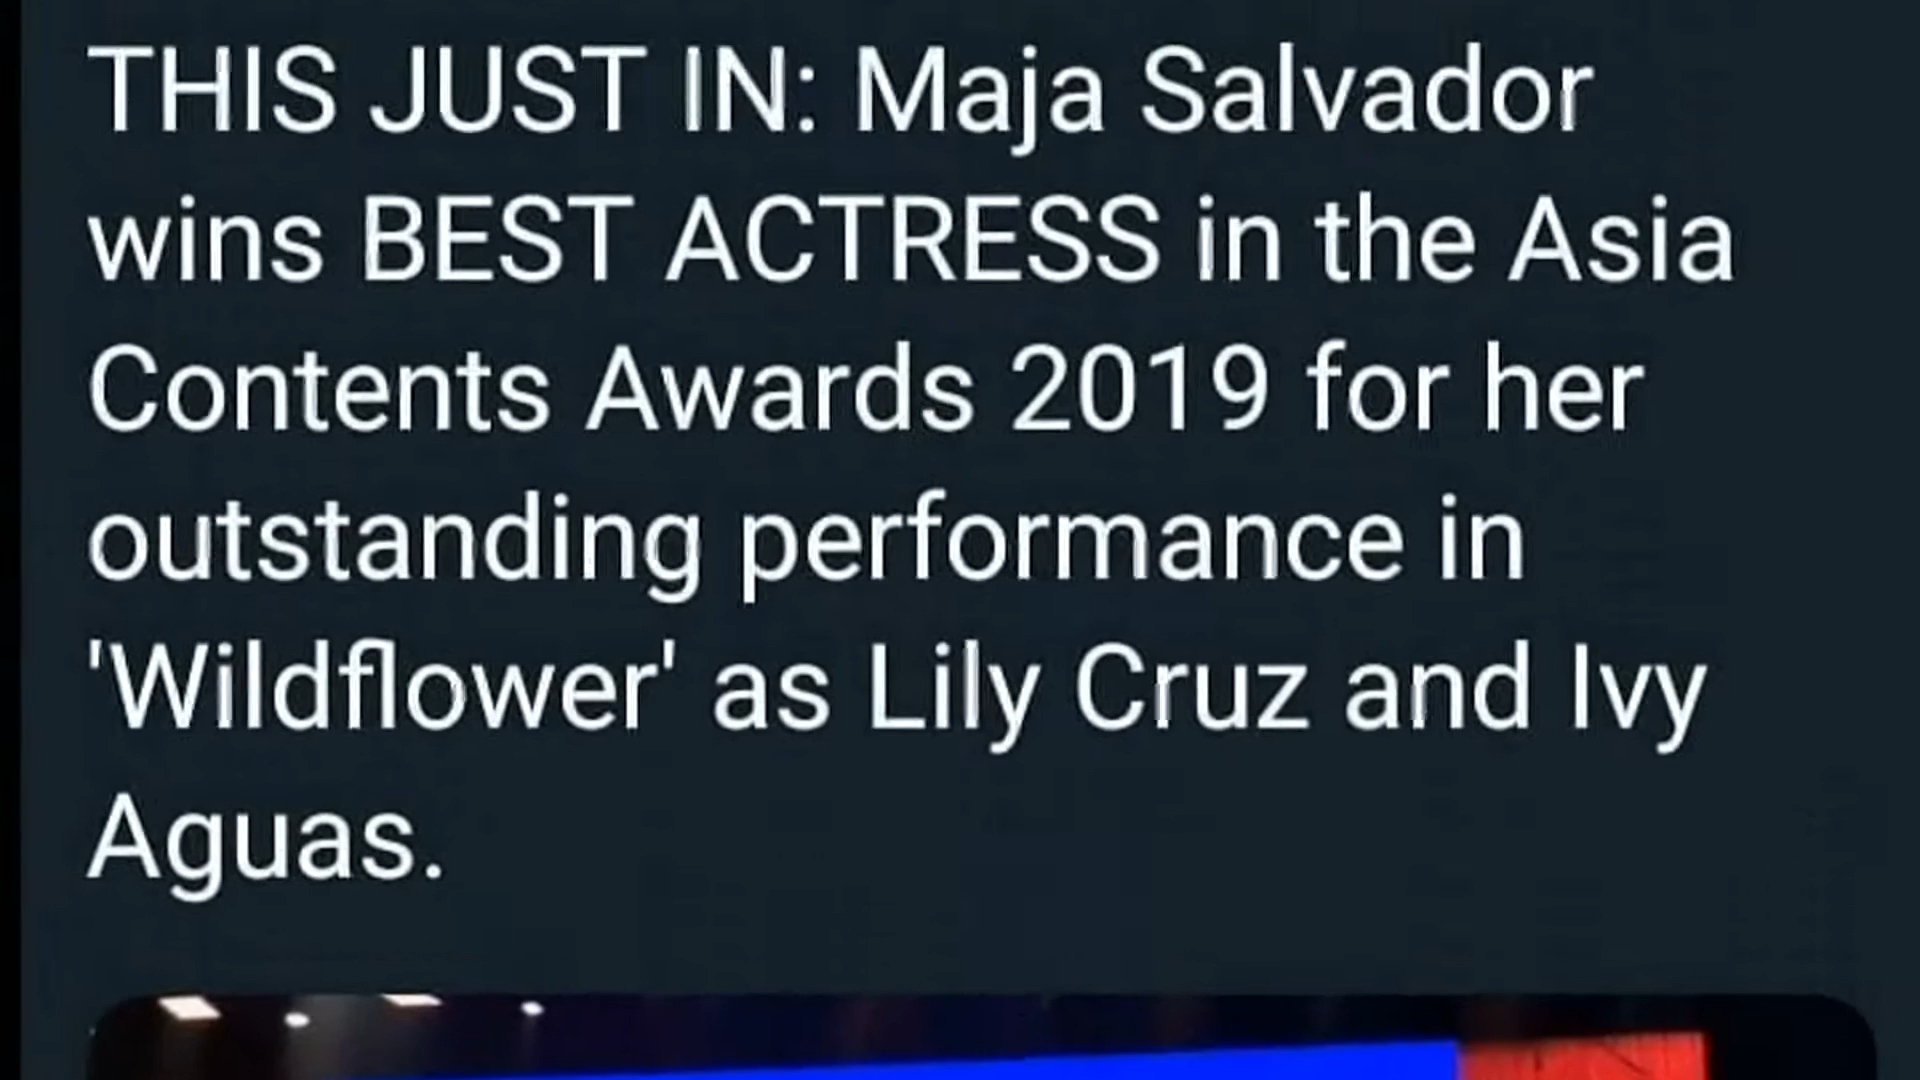 THIS JUST IN: Maja Salvador
wins BEST ACTRESS in the Asia
Contents Awards 2019 for her
outstanding performance in
'Wildflower' as Lily Cruz and Ivy
Aguas.